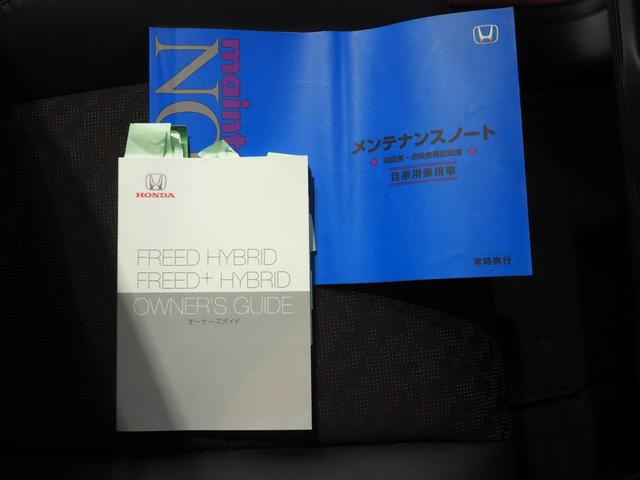 maint
NO
メンテナンスノート
保証書・点検整備記録簿
自家用乗用車
常時携行
HONDA
FREED HYBRID
FREED+ HYBRID
OWNER'S GUIDE
オーナーズガイド